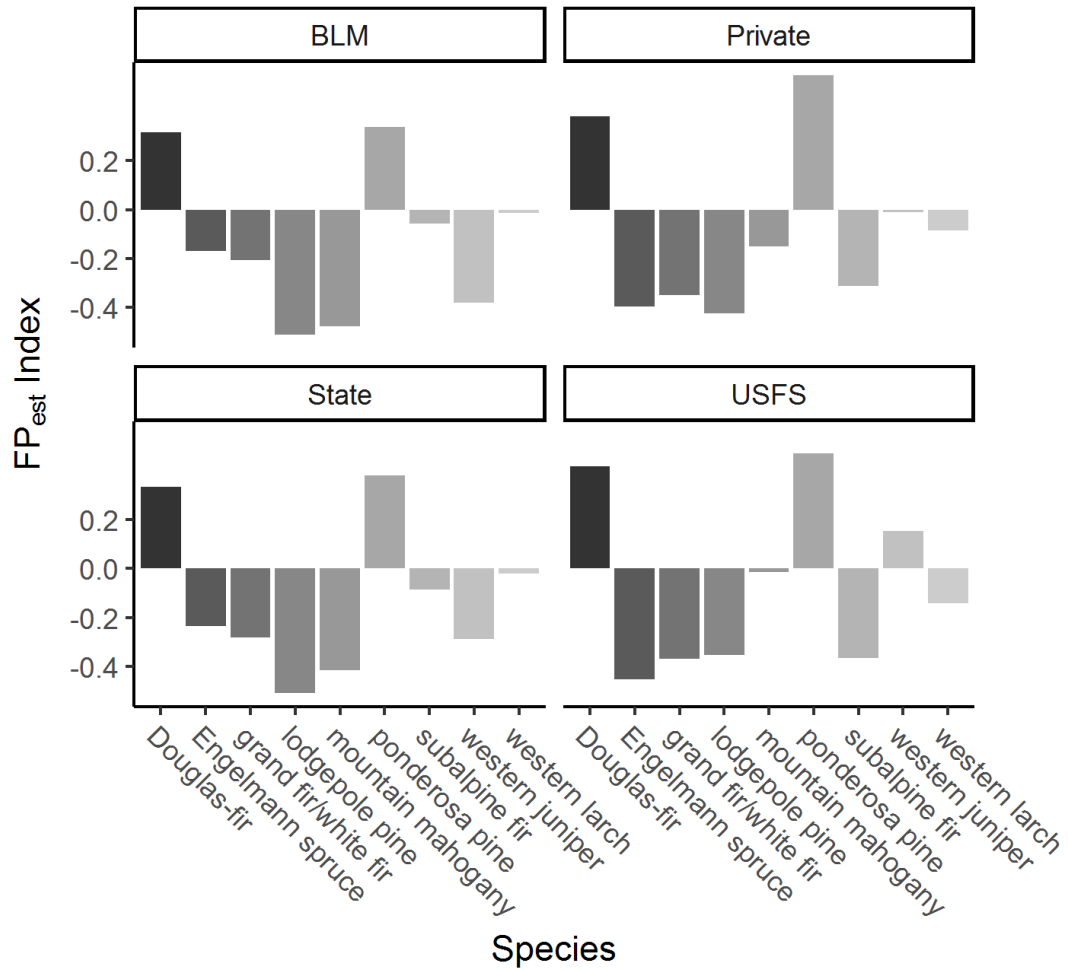 BLM
Private
0.2
0.0
-0.2
-0.4
State
USFS
0.2
0.0
-0.2
-0.4
FPest Index
Douglas-fir
Engelmann spruce
grand fir/white fir
lodgepole pine
mountain mahogany
ponderosa pine
subalpine fir
western juniper
western larch
Douglas-fir
Engelmann spruce
grand fir/white fir
lodgepole pine
mountain mahogany
ponderosa pine
subalpine fir
western juniper
western larch
Species